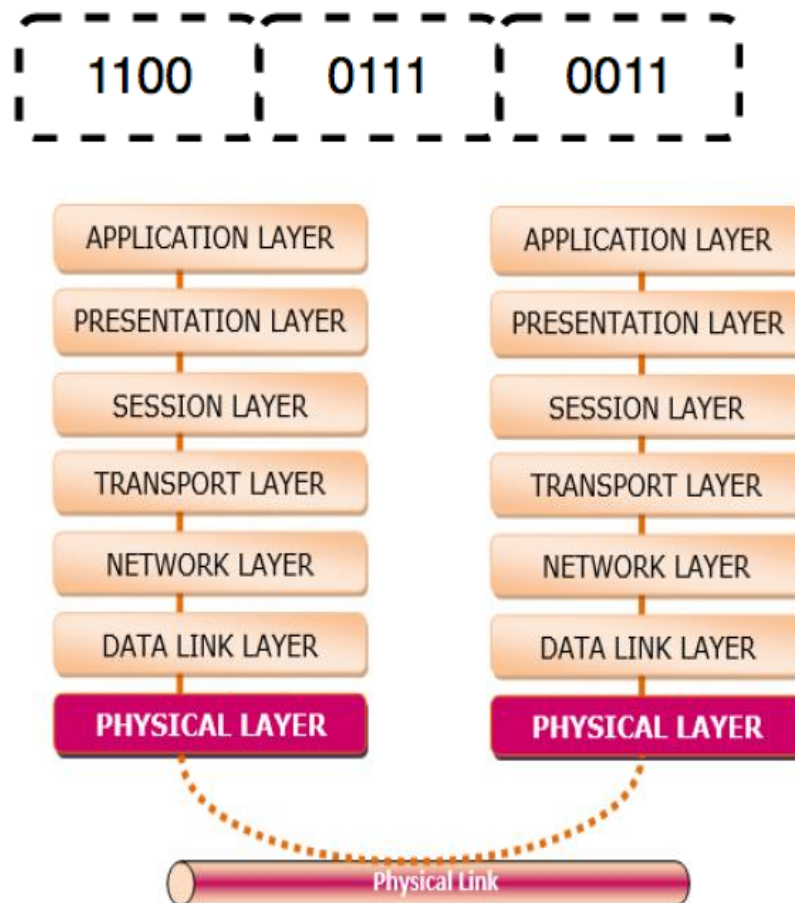 1100 0111 0011
APPLICATION LAYER APPLICATION LAYER
PRESENTATION LAYER PRESENTATION LAYER
SESSION LAYER SESSION LAYER
TRANSPORT LAYER TRANSPORT LAYER
NETWORK LAYER NETWORK LAYER
DATA LINK LAYER DATA LINK LAYER
PHYSICAL LAYER PHYSICAL LAYER
Physical Link